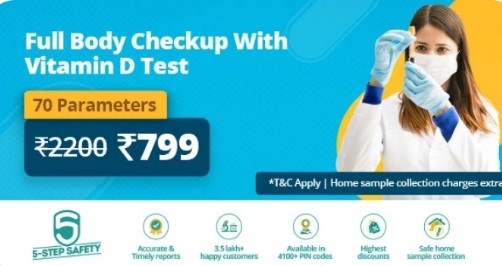 Full Body Checkup With
Vitamin D Test
70 Parameters
₹2200 ₹799
*T&C Apply | Home sample collection charges extra
5
5-STEP SAFETY
Accurate &
Timely reports
3.5 lakh+
happy customers
Available in
4100+ PIN codes
Highest
discounts
Safe home
sample collection